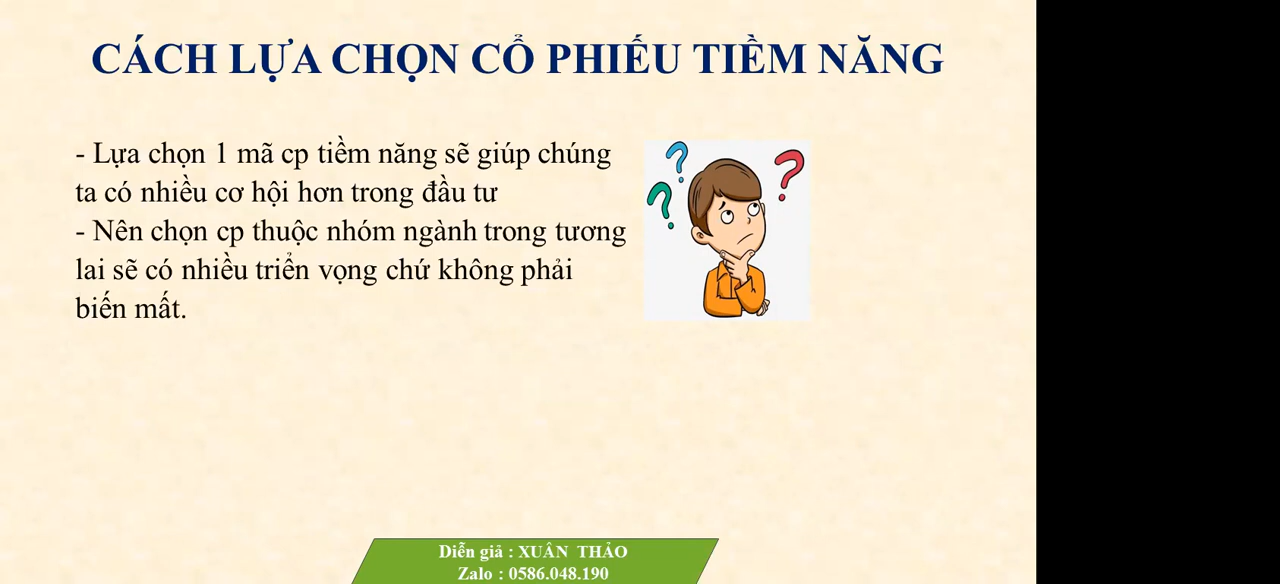 CÁCH LỰA CHỌN CỔ PHIẾU TIỀM NĂNG
- Lựa chọn 1 mã cp tiềm năng sẽ giúp chúng
ta có nhiều cơ hội hơn trong đầu tư
- Nên chọn cp thuộc nhóm ngành trong tương
lai sẽ có nhiều triển vọng chứ không phải
biến mất.
Diễn giả : XUÂN THẢO
Zalo : 0586.048.190